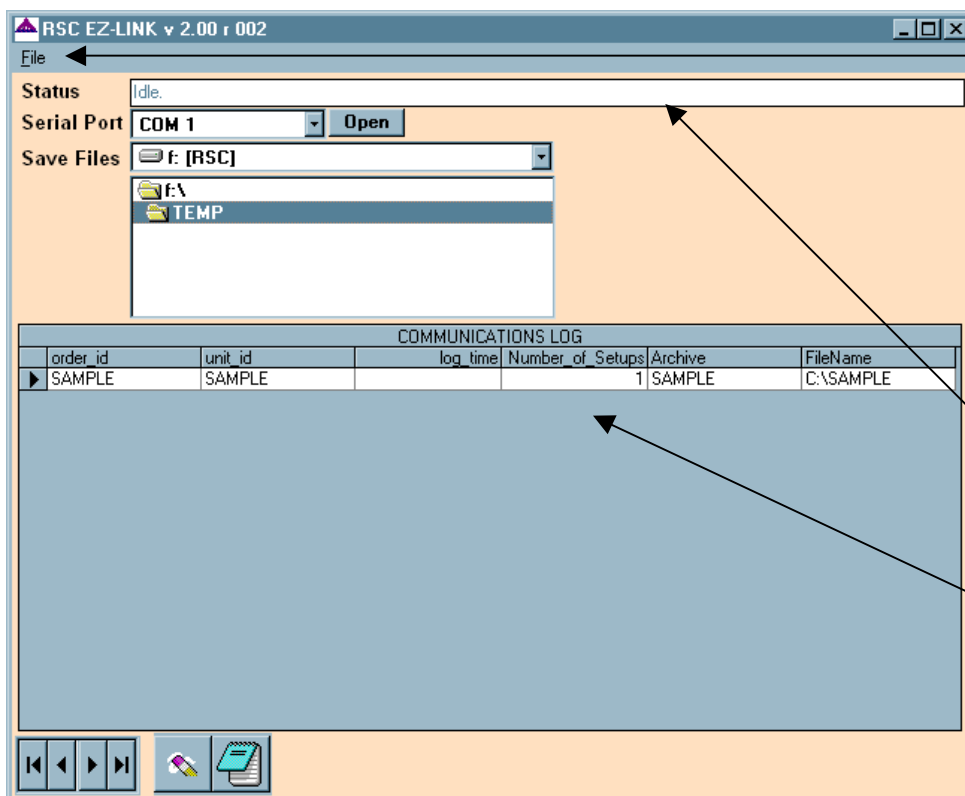 RSC EZ-LINK v 2.00 r 002
File
Status Idle.
Serial Port COM 1 Open
Save Files f: [RSC]
f:\
TEMP
COMMUNICATIONS LOG
order_id unit_id log_time Number_of_Setups Archive FileName
SAMPLE SAMPLE 1 SAMPLE C:\SAMPLE